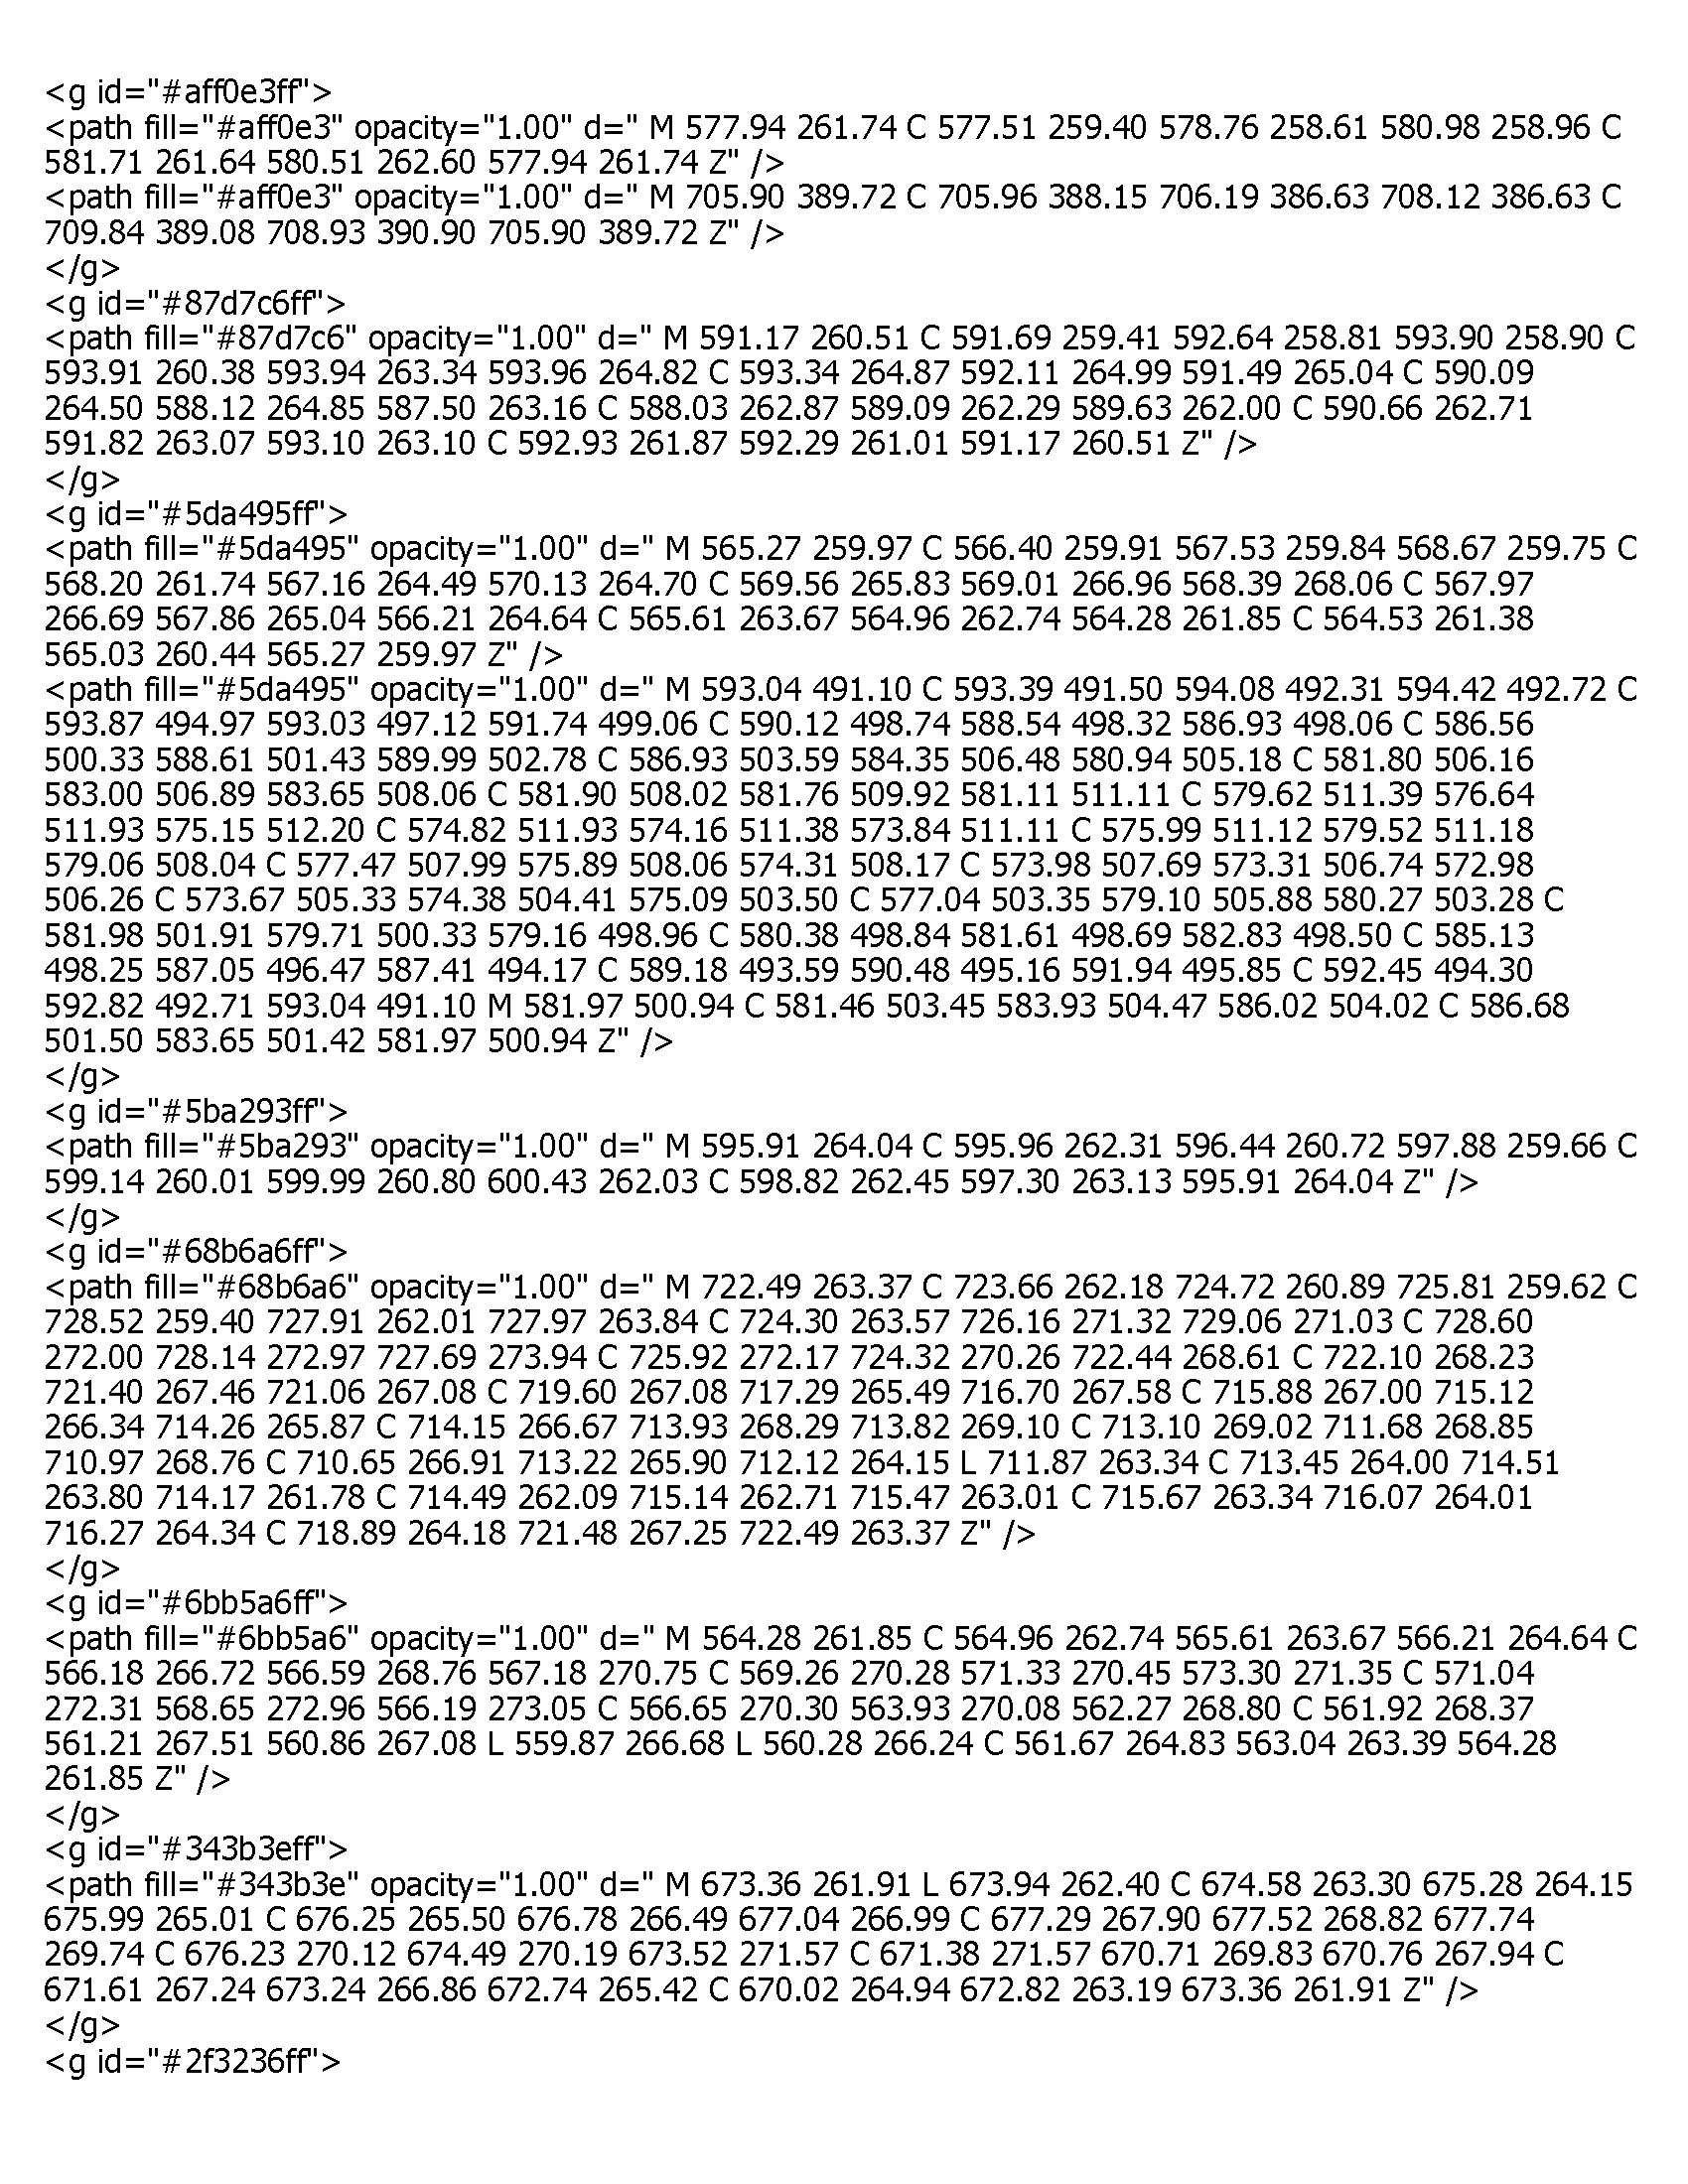 <g id="#aff0e3ff">
<path fill="#aff0e3" opacity="1.00" d=" M 577.94 261.74 C 577.51 259.40 578.76 258.61 580.98 258.96 C
581.71 261.64 580.51 262.60 577.94 261.74 Z" />
<path fill="#aff0e3" opacity="1.00" d=" M 705.90 389.72 C 705.96 388.15 706.19 386.63 708.12 386.63 C
709.84 389.08 708.93 390.90 705.90 389.72 Z" />
</g>
<g id="#87d7c6ff">
<path fill="#87d7c6" opacity="1.00" d=" M 591.17 260.51 C 591.69 259.41 592.64 258.81 593.90 258.90 C
593.91 260.38 593.94 263.34 593.96 264.82 C 593.34 264.87 592.11 264.99 591.49 265.04 C 590.09
264.50 588.12 264.85 587.50 263.16 C 588.03 262.87 589.09 262.29 589.63 262.00 C 590.66 262.71
591.82 263.07 593.10 263.10 C 592.93 261.87 592.29 261.01 591.17 260.51 Z" />
</g>
<g id="#5da495ff">
<path fill="#5da495" opacity="1.00" d=" M 565.27 259.97 C 566.40 259.91 567.53 259.84 568.67 259.75 C
568.20 261.74 567.16 264.49 570.13 264.70 C 569.56 265.83 569.01 266.96 568.39 268.06 C 567.97
266.69 567.86 265.04 566.21 264.64 C 565.61 263.67 564.96 262.74 564.28 261.85 C 564.53 261.38
565.03 260.44 565.27 259.97 Z" />
<path fill="#5da495" opacity="1.00" d=" M 593.04 491.10 C 593.39 491.50 594.08 492.31 594.42 492.72 C
593.87 494.97 593.03 497.12 591.74 499.06 C 590.12 498.74 588.54 498.32 586.93 498.06 C 586.56
500.33 588.61 501.43 589.99 502.78 C 586.93 503.59 584.35 506.48 580.94 505.18 C 581.80 506.16
583.00 506.89 583.65 508.06 C 581.90 508.02 581.76 509.92 581.11 511.11 C 579.62 511.39 576.64
511.93 575.15 512.20 C 574.82 511.93 574.16 511.38 573.84 511.11 C 575.99 511.12 579.52 511.18
579.06 508.04 C 577.47 507.99 575.89 508.06 574.31 508.17 C 573.98 507.69 573.31 506.74 572.98
506.26 C 573.67 505.33 574.38 504.41 575.09 503.50 C 577.04 503.35 579.10 505.88 580.27 503.28 C
581.98 501.91 579.71 500.33 579.16 498.96 C 580.38 498.84 581.61 498.69 582.83 498.50 C 585.13
498.25 587.05 496.47 587.41 494.17 C 589.18 493.59 590.48 495.16 591.94 495.85 C 592.45 494.30
592.82 492.71 593.04 491.10 M 581.97 500.94 C 581.46 503.45 583.93 504.47 586.02 504.02 C 586.68
501.50 583.65 501.42 581.97 500.94 Z" />
</g>
<g id="#5ba293ff">
<path fill="#5ba293" opacity="1.00" d=" M 595.91 264.04 C 595.96 262.31 596.44 260.72 597.88 259.66 C
599.14 260.01 599.99 260.80 600.43 262.03 C 598.82 262.45 597.30 263.13 595.91 264.04 Z" />
</g>
<g id="#68b6a6ff">
<path fill="#68b6a6" opacity="1.00" d=" M 722.49 263.37 C 723.66 262.18 724.72 260.89 725.81 259.62 C
728.52 259.40 727.91 262.01 727.97 263.84 C 724.30 263.57 726.16 271.32 729.06 271.03 C 728.60
272.00 728.14 272.97 727.69 273.94 C 725.92 272.17 724.32 270.26 722.44 268.61 C 722.10 268.23
721.40 267.46 721.06 267.08 C 719.60 267.08 717.29 265.49 716.70 267.58 C 715.88 267.00 715.12
266.34 714.26 265.87 C 714.15 266.67 713.93 268.29 713.82 269.10 C 713.10 269.02 711.68 268.85
710.97 268.76 C 710.65 266.91 713.22 265.90 712.12 264.15 L 711.87 263.34 C 713.45 264.00 714.51
263.80 714.17 261.78 C 714.49 262.09 715.14 262.71 715.47 263.01 C 715.67 263.34 716.07 264.01
716.27 264.34 C 718.89 264.18 721.48 267.25 722.49 263.37 Z" />
</g>
<g id="#6bb5a6ff">
<path fill="#6bb5a6" opacity="1.00" d=" M 564.28 261.85 C 564.96 262.74 565.61 263.67 566.21 264.64 C
566.18 266.72 566.59 268.76 567.18 270.75 C 569.26 270.28 571.33 270.45 573.30 271.35 C 571.04
272.31 568.65 272.96 566.19 273.05 C 566.65 270.30 563.93 270.08 562.27 268.80 C 561.92 268.37
561.21 267.51 560.86 267.08 L 559.87 266.68 L 560.28 266.24 C 561.67 264.83 563.04 263.39 564.28
261.85 Z" />
</g>
<g id="#343b3eff">
<path fill="#343b3e" opacity="1.00" d=" M 673.36 261.91 L 673.94 262.40 C 674.58 263.30 675.28 264.15
675.99 265.01 C 676.25 265.50 676.78 266.49 677.04 266.99 C 677.29 267.90 677.52 268.82 677.74
269.74 C 676.23 270.12 674.49 270.19 673.52 271.57 C 671.38 271.57 670.71 269.83 670.76 267.94 C
671.61 267.24 673.24 266.86 672.74 265.42 C 670.02 264.94 672.82 263.19 673.36 261.91 Z" />
</g>
<g id="#2f3236ff">